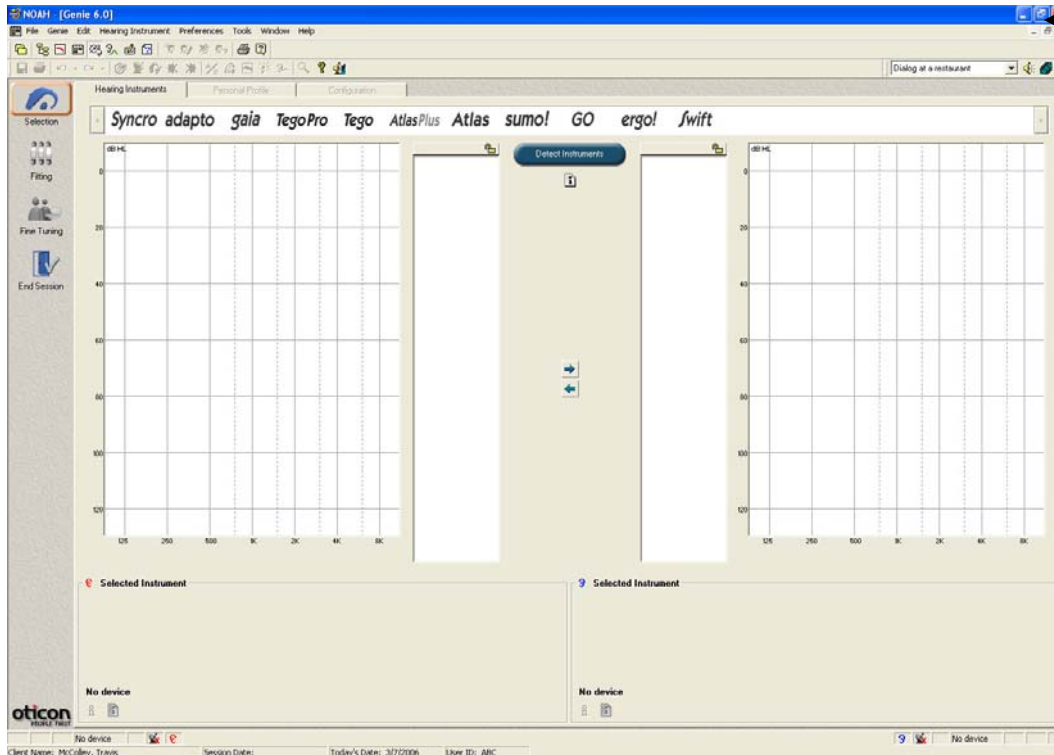 NOAH - [Genie 6.0]
File Genie Edit Hearing Instrument Preferences Tools Window Help
Dialog at a restaurant
Hearing Instruments Personal Profile Configuration
Selection
Fitting
Fine Tuning
End Session
Syncro adapto gaia TegoPro Tego AtlasPlus Atlas sumo! GO ergo! Swift
Detect Instruments
dB HL
0
20
40
60
80
100
120
125 250 500 1K 2K 4K 8K
dB HL
0
20
40
60
80
100
120
125 250 500 1K 2K 4K 8K
Selected Instrument
No device
Selected Instrument
No device
oticon
PEOPLE FIRST
No device
No device
Client Name: McColley, Travis Session Date: Today's Date: 3/7/2006 User ID: ABC